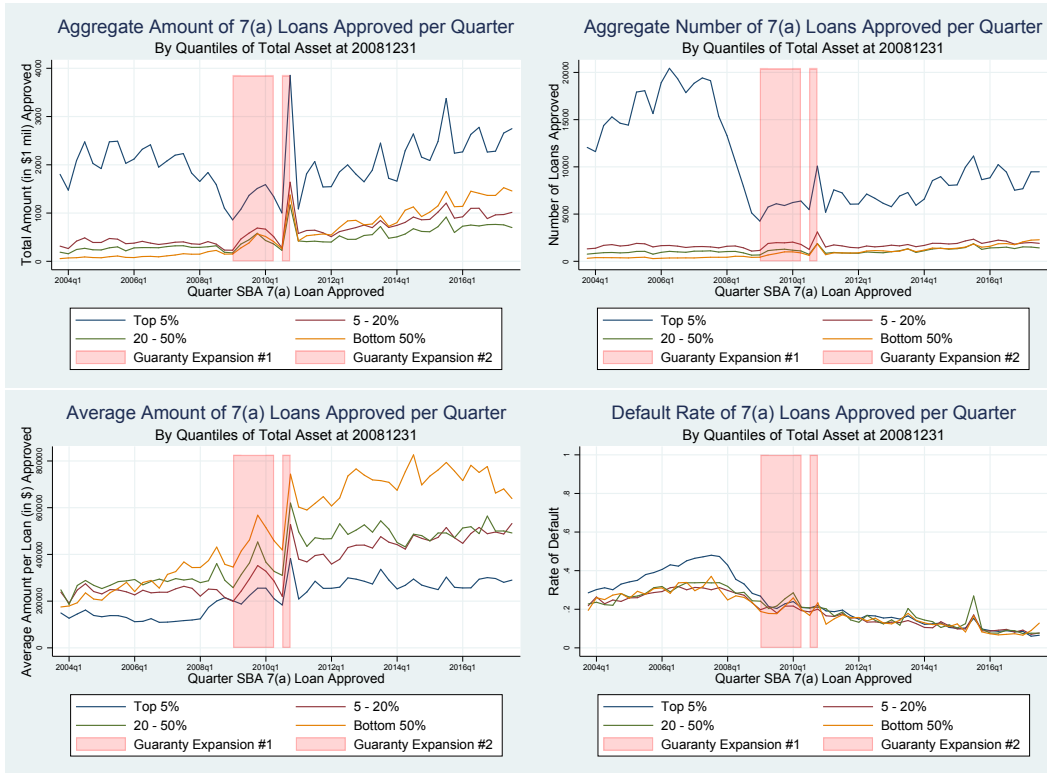 Aggregate Amount of 7(a) Loans Approved per Quarter
By Quantiles of Total Asset at 20081231
Total Amount (in $1 mil) Approved
0 1000 2000 3000 4000
2004q1 2006q1 2008q1 2010q1 2012q1 2014q1 2016q1
Quarter SBA 7(a) Loan Approved
Top 5% 5 - 20%
20 - 50% Bottom 50%
Guaranty Expansion #1 Guaranty Expansion #2
Aggregate Number of 7(a) Loans Approved per Quarter
By Quantiles of Total Asset at 20081231
Number of Loans Approved
0 5000 10000 15000 20000
2004q1 2006q1 2008q1 2010q1 2012q1 2014q1 2016q1
Quarter SBA 7(a) Loan Approved
Top 5% 5 - 20%
20 - 50% Bottom 50%
Guaranty Expansion #1 Guaranty Expansion #2
Average Amount of 7(a) Loans Approved per Quarter
By Quantiles of Total Asset at 20081231
Average Amount per Loan (in $) Approved
0 200000 400000 600000 800000
2004q1 2006q1 2008q1 2010q1 2012q1 2014q1 2016q1
Quarter SBA 7(a) Loan Approved
Top 5% 5 - 20%
20 - 50% Bottom 50%
Guaranty Expansion #1 Guaranty Expansion #2
Default Rate of 7(a) Loans Approved per Quarter
By Quantiles of Total Asset at 20081231
Rate of Default
0 .2 .4 .6 .8 1
2004q1 2006q1 2008q1 2010q1 2012q1 2014q1 2016q1
Quarter SBA 7(a) Loan Approved
Top 5% 5 - 20%
20 - 50% Bottom 50%
Guaranty Expansion #1 Guaranty Expansion #2